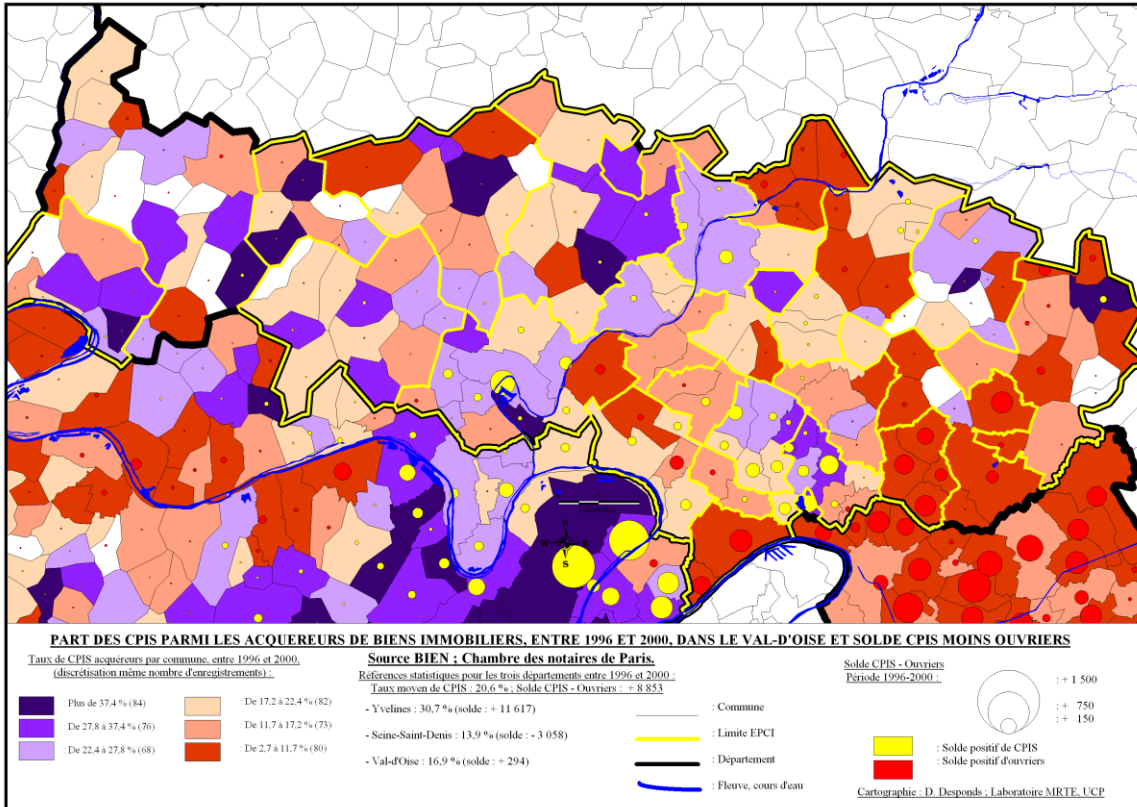 N
W E
S
PART DES CPIS PARMI LES ACQUEREURS DE BIENS IMMOBILIERS, ENTRE 1996 ET 2000, DANS LE VAL-D'OISE ET SOLDE CPIS MOINS OUVRIERS
Taux de CPIS acquéreurs par commune, entre 1996 et 2000,
(discrétisation même nombre d'enregistrements) :
: Plus de 37,4 % (84)
: De 27,8 à 37,4 % (76)
: De 22,4 à 27,8 % (68)
: De 17,2 à 22,4 % (82)
: De 11,7 à 17,2 % (73)
: De 2,7 à 11,7 % (80)
Source BIEN ; Chambre des notaires de Paris.
Références statistiques pour les trois départements entre 1996 et 2000 :
Taux moyen de CPIS : 20,6 % ; Solde CPIS - Ouvriers : + 8 853
- Yvelines : 30,7 % (solde : + 11 617)
- Seine-Saint-Denis : 13,9 % (solde : - 3 058)
- Val-d'Oise : 16,9 % (solde : + 294)
: Commune
: Limite EPCI
: Département
: Fleuve, cours d'eau
Solde CPIS - Ouvriers
Période 1996-2000 :
: + 1 500
: + 750
: + 150
: Solde positif de CPIS
: Solde positif d'ouvriers
Cartographie : D. Desponds ; Laboratoire MRTE, UCP